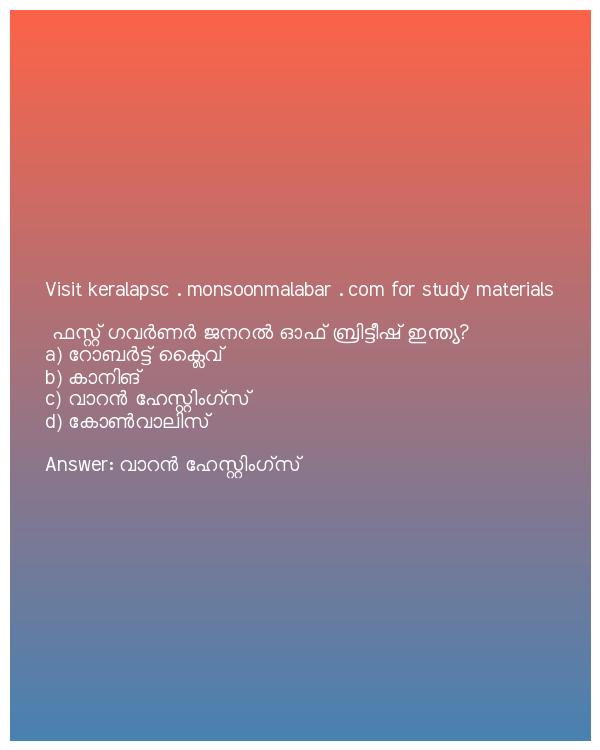 Visit keralapsc . monsoonmalabar . com for study materials
ഫസ്റ്റ് ഗവർണർ ജനറൽ ഓഫ് ബ്രിട്ടീഷ് ഇന്ത്യ?
a) റോബർട്ട് ക്ലൈവ്
b) കാനിങ്
c) വാറൻ ഹേസ്റ്റിംഗ്സ്
d) കോൺവാലിസ്
Answer: വാറൻ ഹേസ്റ്റിംഗ്സ്